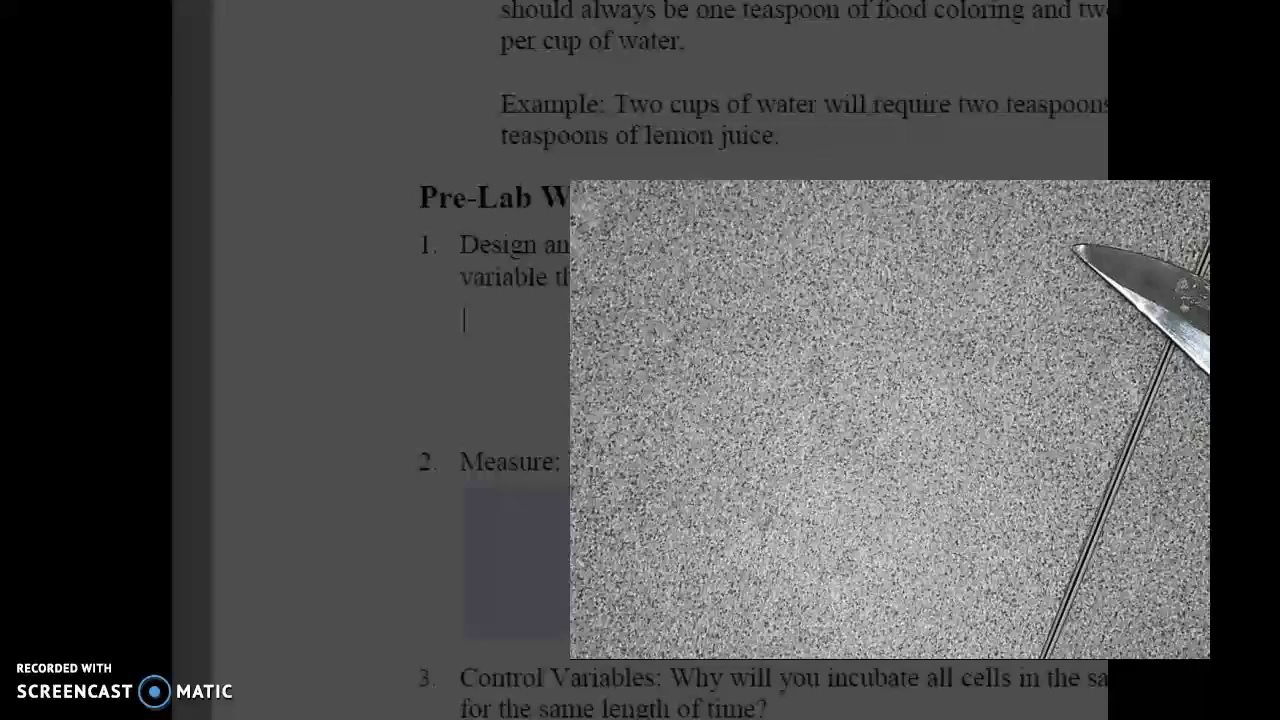 should always be one teaspoon of food coloring and
per cup of water.
Example: Two cups of water will require two teaspoons
teaspoons of lemon juice.
Pre-Lab
1. Design an
variable
2. Measure:
3. Control Variables: Why will you incubate all cells in the
for the same length of time?
RECORDED WITH
SCREENCAST MATIC